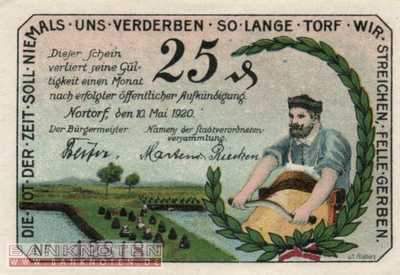 DIE·NOT·DER·ZEIT·SOLL·NIEMALS·UNS·VERDERBEN·SO·LANGE·TORF·WIR·STREICHEN·FELLE·GERBEN.
Dieser Schein
verliert seine Gül-
tigkeit einen Monat
nach erfolgter öffentlicher Aufkündigung.
25 ₰
Nortorf, den 10. Mai 1920.
Der Bürgermeister
Namens der Stadtverordneten-
versammlung.
BANKNOTEN